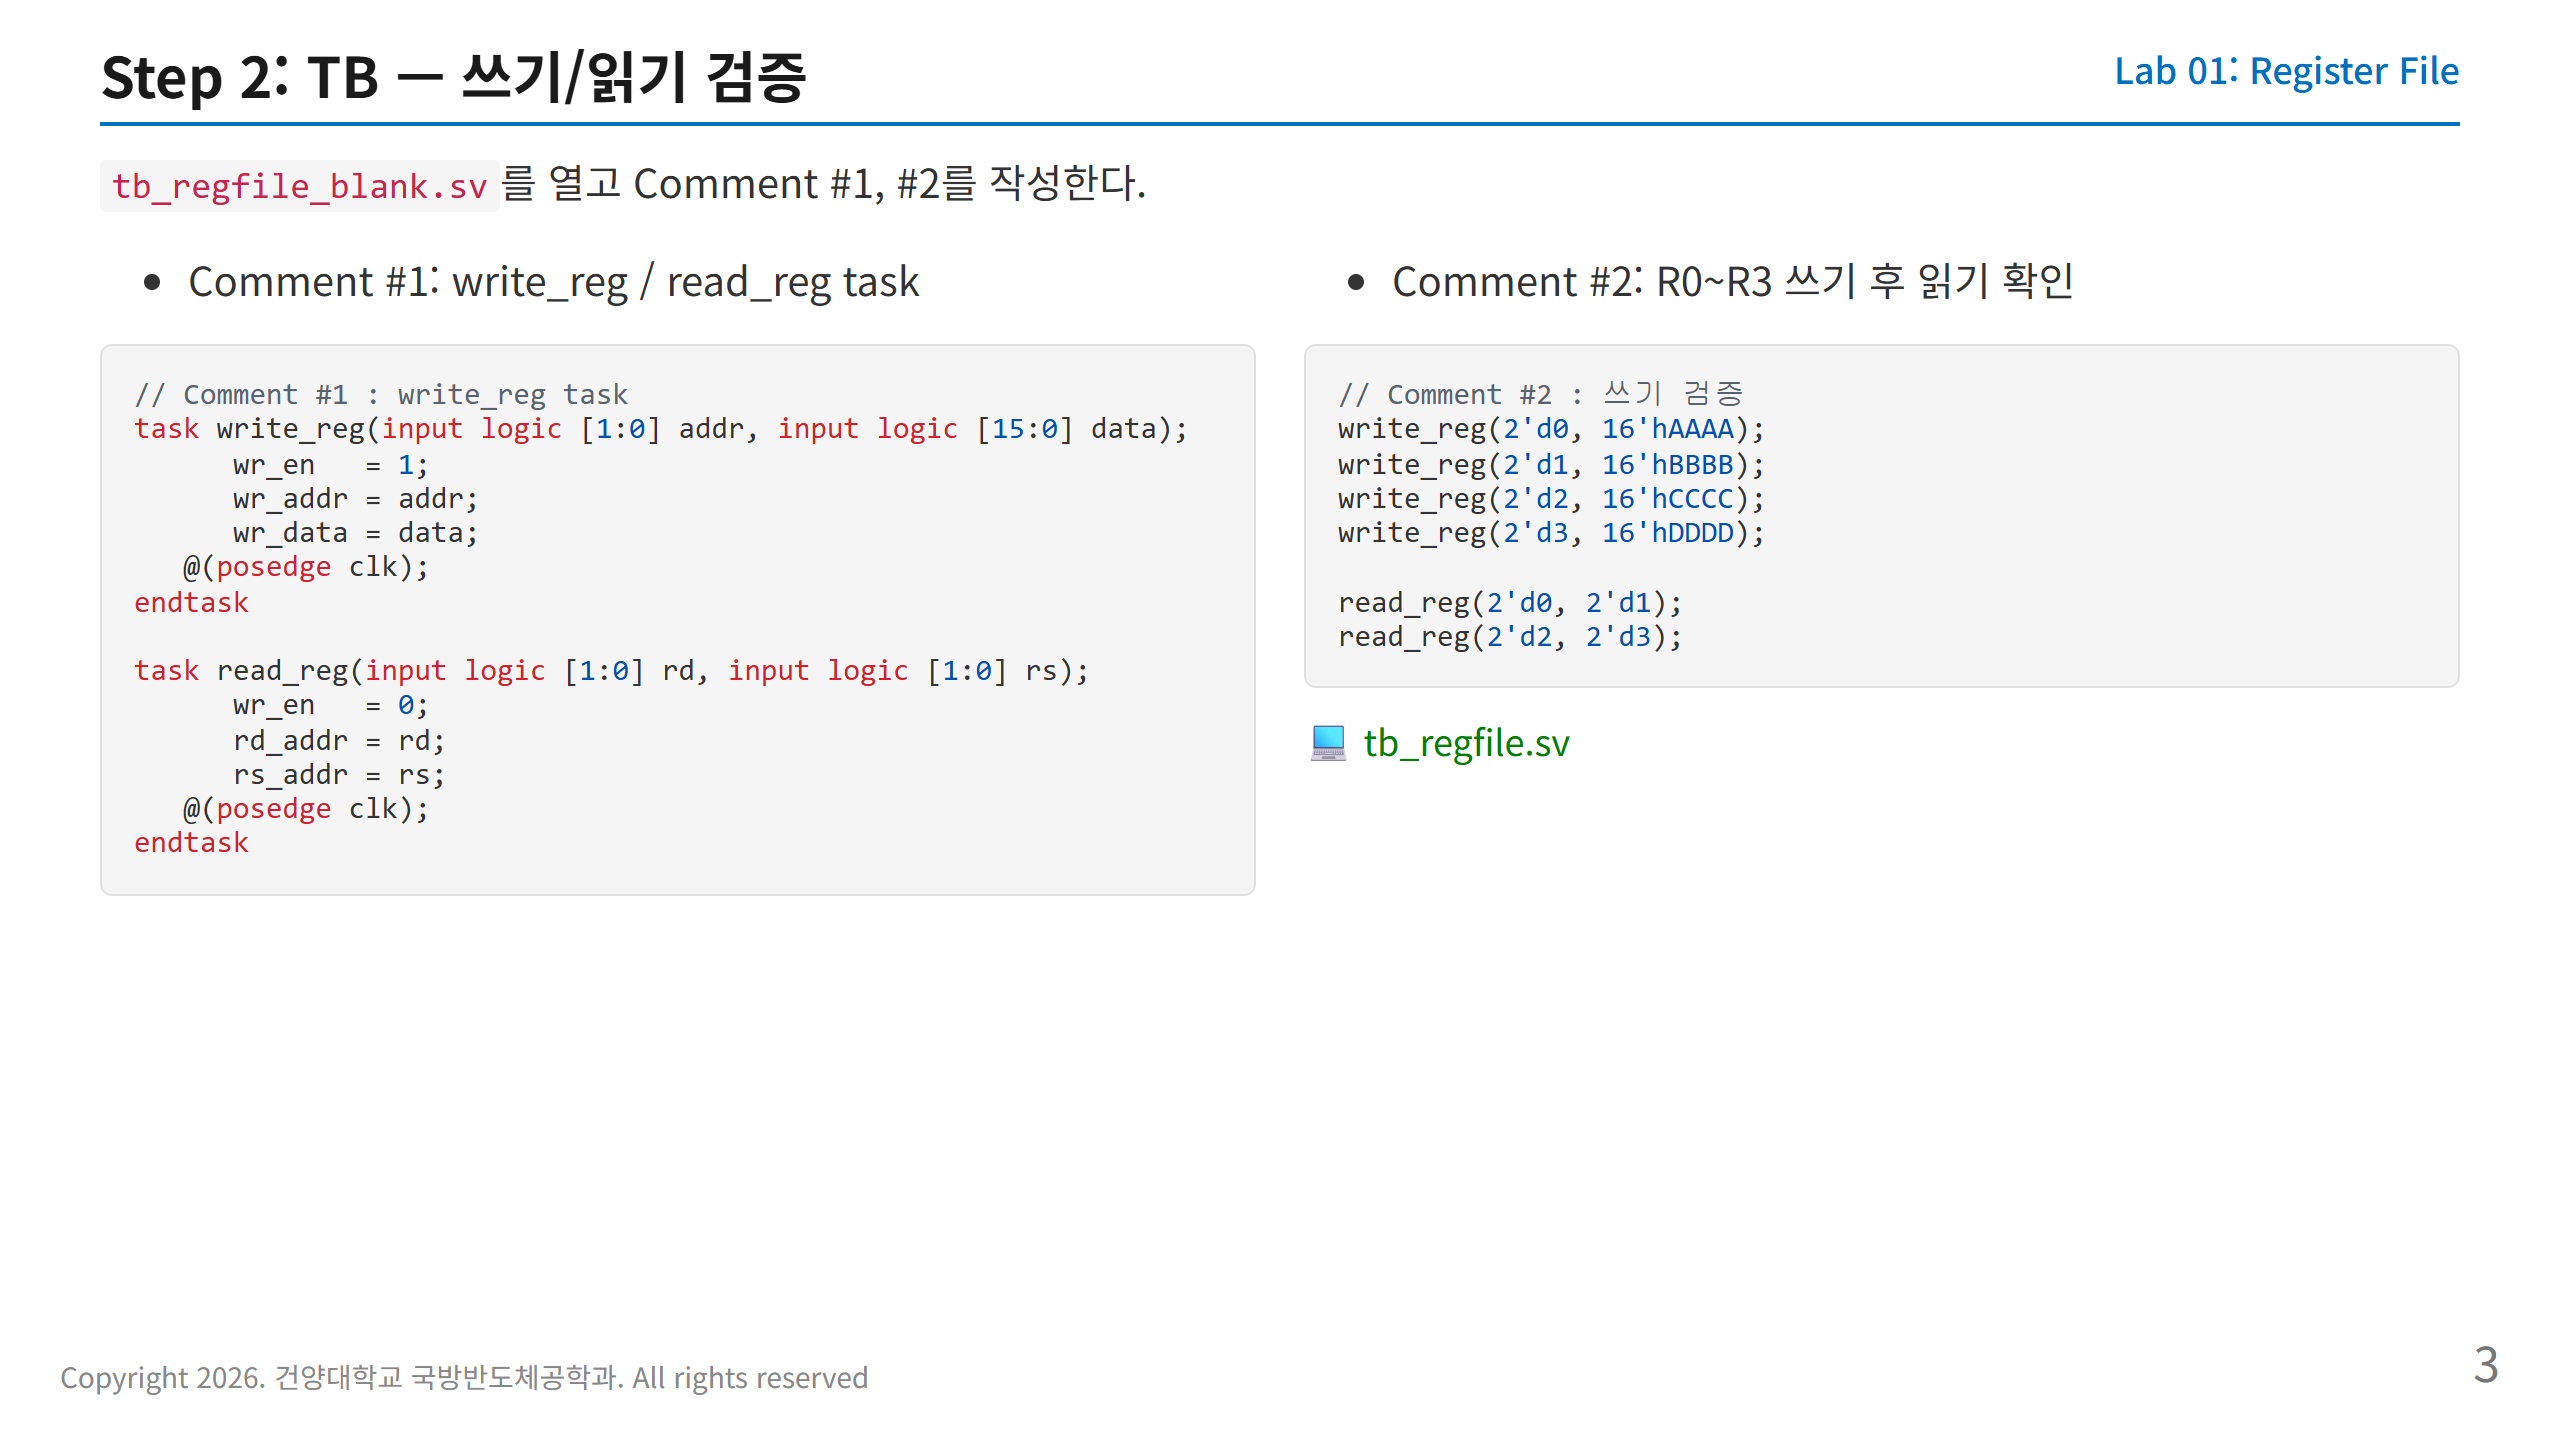 Step 2: TB — 쓰기/읽기 검증
Lab 01: Register File
tb_regfile_blank.sv를 열고 Comment #1, #2를 작성한다.
• Comment #1: write_reg / read_reg task
// Comment #1 : write_reg task
task write_reg(input logic [1:0] addr, input logic [15:0] data);
      wr_en   = 1;
      wr_addr = addr;
      wr_data = data;
   @(posedge clk);
endtask

task read_reg(input logic [1:0] rd, input logic [1:0] rs);
      wr_en   = 0;
      rd_addr = rd;
      rs_addr = rs;
   @(posedge clk);
endtask
• Comment #2: R0~R3 쓰기 후 읽기 확인
// Comment #2 : 쓰기 검증
write_reg(2'd0, 16'hAAAA);
write_reg(2'd1, 16'hBBBB);
write_reg(2'd2, 16'hCCCC);
write_reg(2'd3, 16'hDDDD);

read_reg(2'd0, 2'd1);
read_reg(2'd2, 2'd3);
💻 tb_regfile.sv
Copyright 2026. 건양대학교 국방반도체공학과. All rights reserved
3